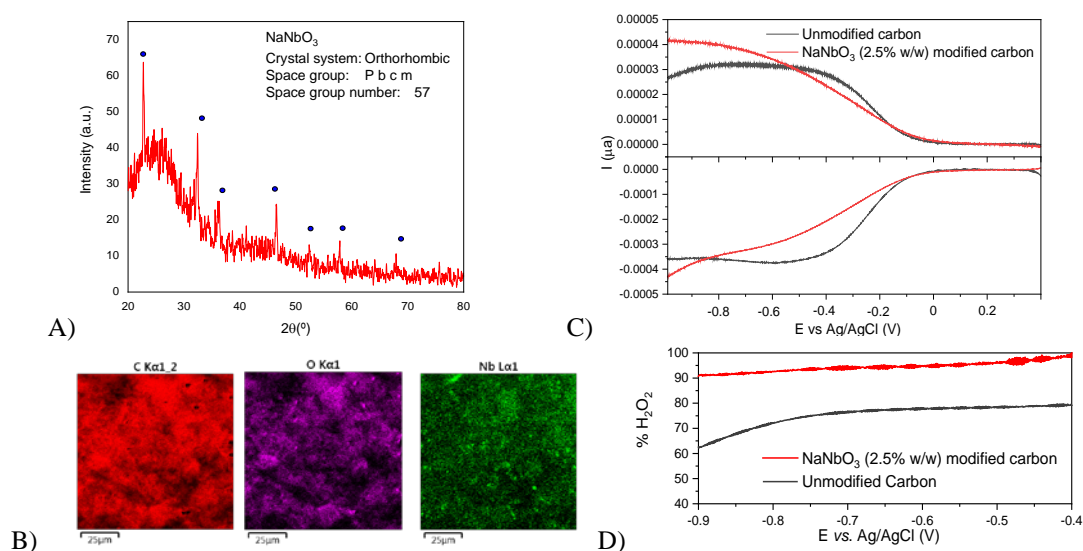 NaNbO3
Crystal system: Orthorhombic
Space group: P b c m
Space group number: 57
Intensity (a.u.)
70
60
50
40
30
20
10
0
20 30 40 50 60 70 80
2θ(º)
A)
C Kα1_2 O Kα1 Nb Lα1
25μm 25μm 25μm
B)
Unmodified carbon
NaNbO3 (2.5% w/w) modified carbon
0.00005
0.00004
0.00003
0.00002
0.00001
0.00000
0.0000
-0.0001
-0.0002
-0.0003
-0.0004
-0.0005
I (μa)
-0.8 -0.6 -0.4 -0.2 0 0.2
E vs Ag/AgCl (V)
C)
% H2O2
100
90
80
70
60
50
40
NaNbO3 (2.5% w/w) modified carbon
Unmodified Carbon
-0.9 -0.8 -0.7 -0.6 -0.5 -0.4
E vs. Ag/AgCl (V)
D)